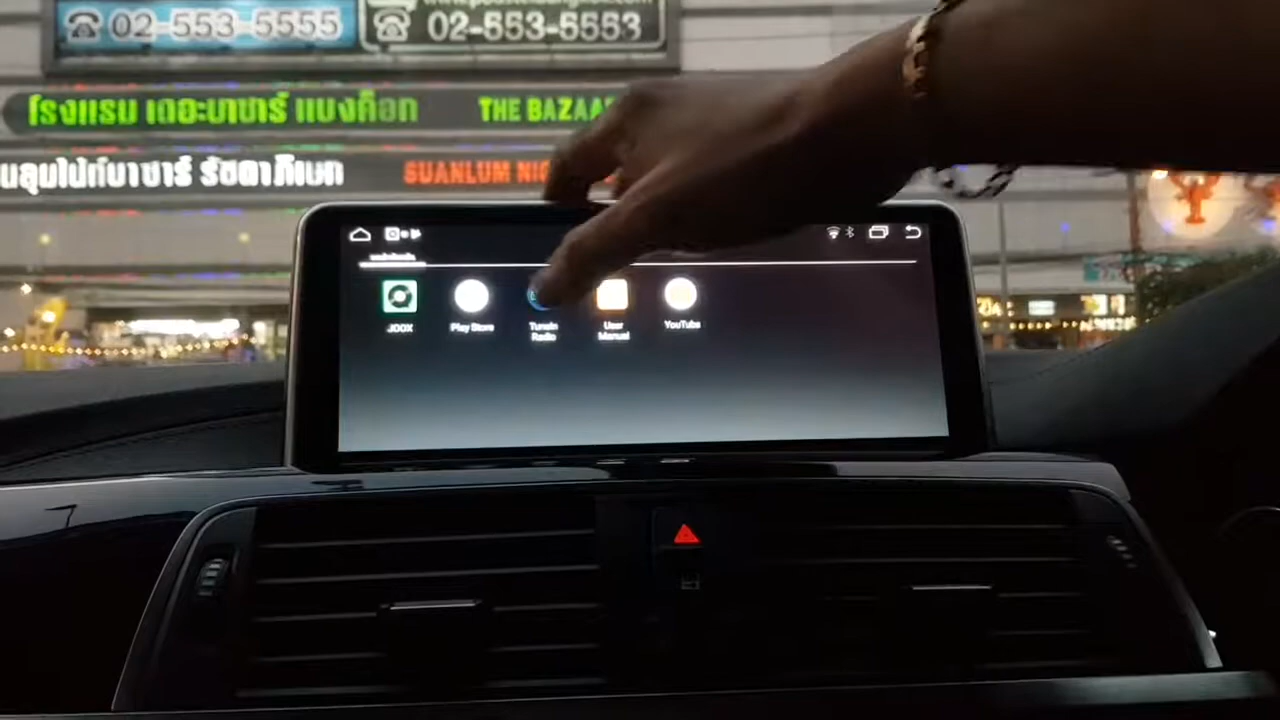 ☎ 02-553-5555
☎ 02-553-5553
โรงแรม เดอะบาซาร์ แบงค็อก THE BAZAA
นลุมไนท์บาซาร์ รัชดาภิเษก SUANLUM NIG
JOOX
Play Store
TuneIn Radio
User Manual
YouTube